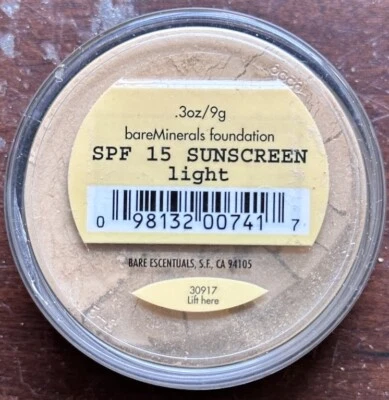 .3oz/9g
bareMinerals foundation
SPF 15 SUNSCREEN
light
0 98132 00741 7
BARE ESCENTUALS, S.F., CA 94105
30917
Lift here